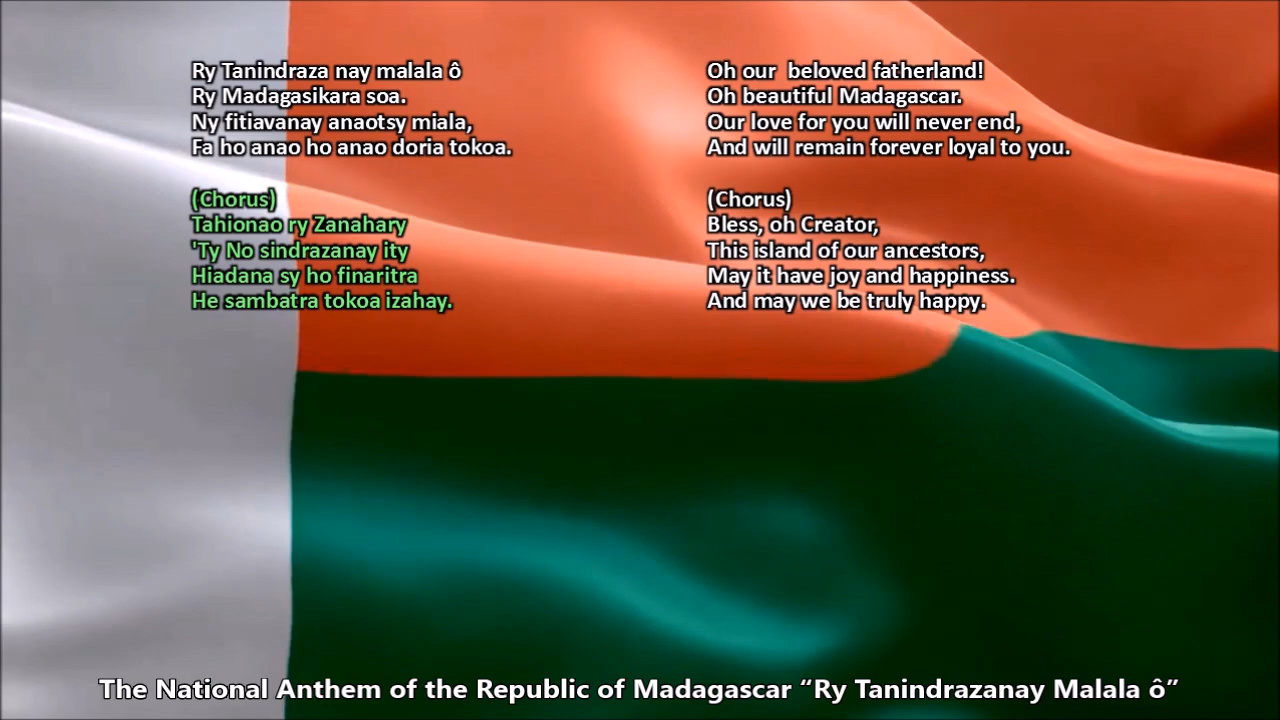 Ry Tanindraza nay malala ô
Ry Madagasikara soa.
Ny fitiavanay anaotsy miala,
Fa ho anao ho anao doria tokoa.
(Chorus)
Tahionao ry Zanahary
'Ty No sindrazanay ity
Hiadana sy ho finaritra
He sambatra tokoa izahay.
Oh our  beloved fatherland!
Oh beautiful Madagascar.
Our love for you will never end,
And will remain forever loyal to you.
(Chorus)
Bless, oh Creator,
This island of our ancestors,
May it have joy and happiness.
And may we be truly happy.
The National Anthem of the Republic of Madagascar “Ry Tanindrazanay Malala ô”